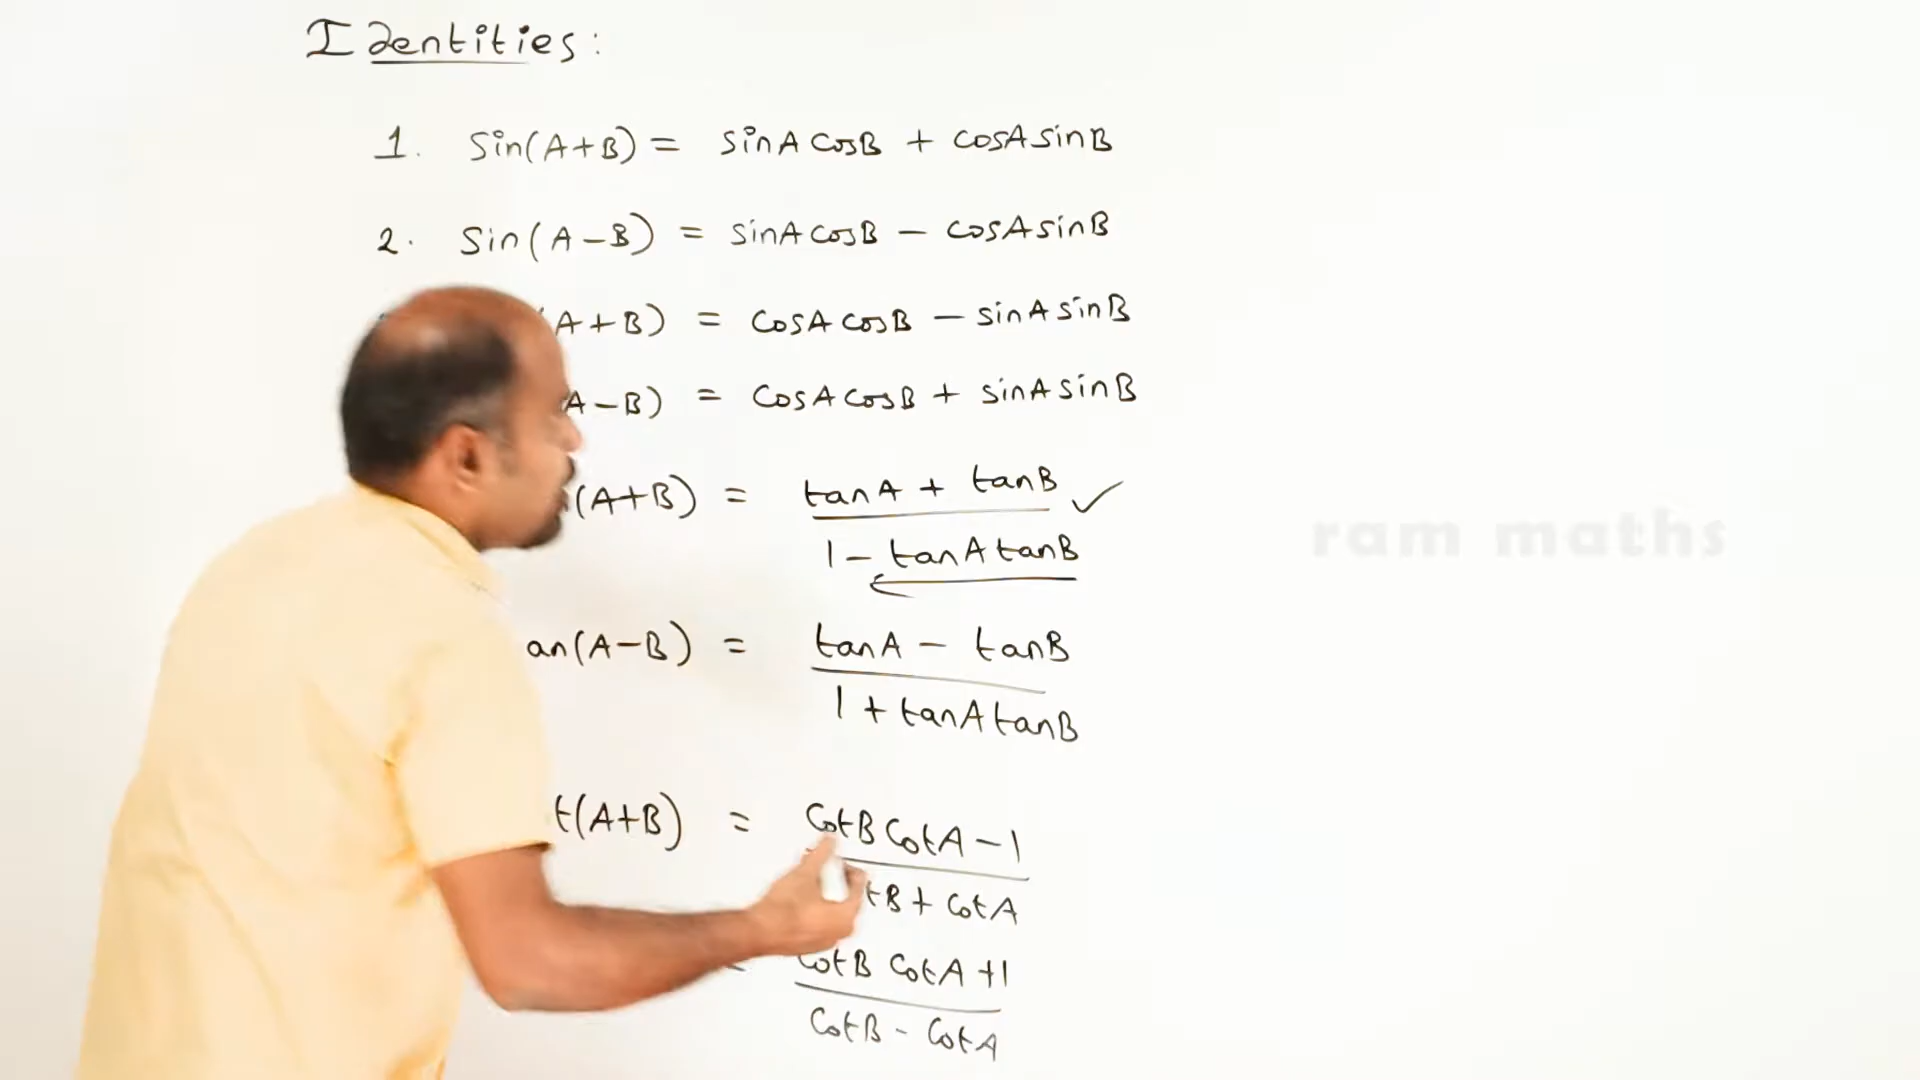 Identities:
1. Sin(A+B) = sinA cosB + cosA sinB
2. Sin(A-B) = sinA cosB - cosA sinB
(A+B) = cosA cosB - sinA sinB
A-B) = cosA cosB + sinA sinB
(A+B) = tanA + tanB ✓
1 - tanA tanB
ram maths
an(A-B) = tanA - tanB
1 + tanA tanB
t(A+B) = CotB CotA - 1
tB + CotA
= CotB CotA + 1
CotB - CotA